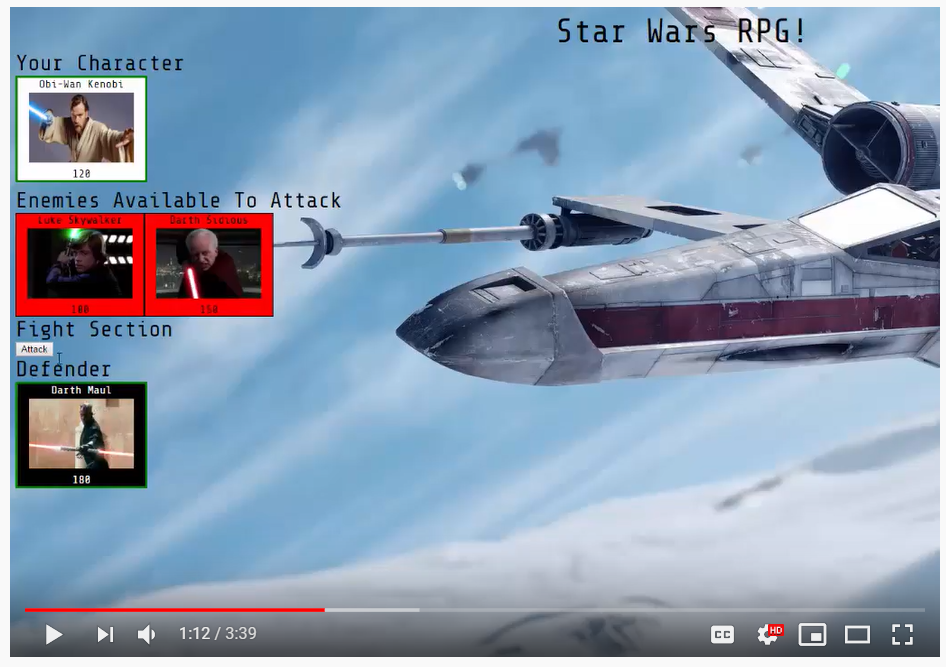 Star Wars RPG!
Your Character
Obi-Wan Kenobi
120
Enemies Available To Attack
Luke Skywalker Darth Sidious
100 150
Fight Section
Attack
Defender
Darth Maul
180
1:12 / 3:39
CC HD